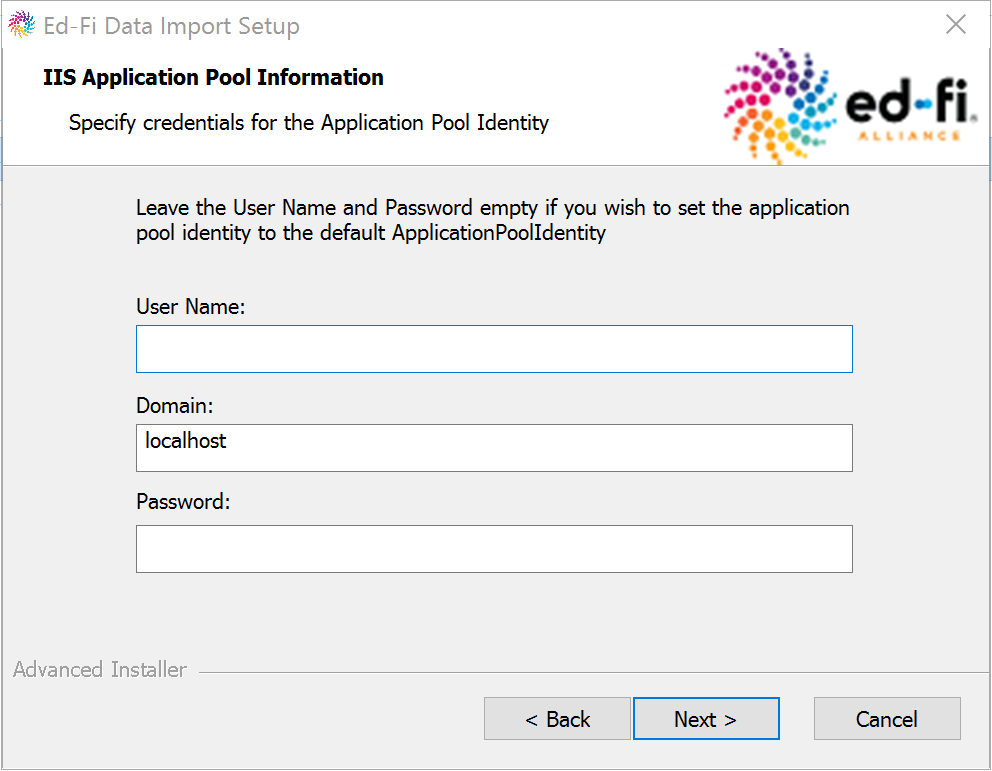 Ed-Fi Data Import Setup
IIS Application Pool Information
Specify credentials for the Application Pool Identity
ed-fi®
ALLIANCE
Leave the User Name and Password empty if you wish to set the application
pool identity to the default ApplicationPoolIdentity
User Name:
Domain:
localhost
Password:
Advanced Installer
< Back
Next >
Cancel